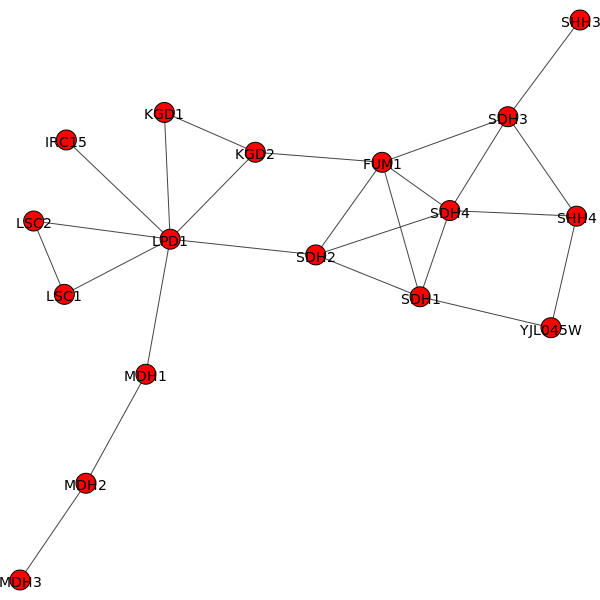 SHH3
KGD1
SDH3
IRC15
KGD2
FUM1
SDH4
SHH4
LSC2
LPD1
SDH2
LSC1
SDH1
YJL045W
MDH1
MDH2
MDH3